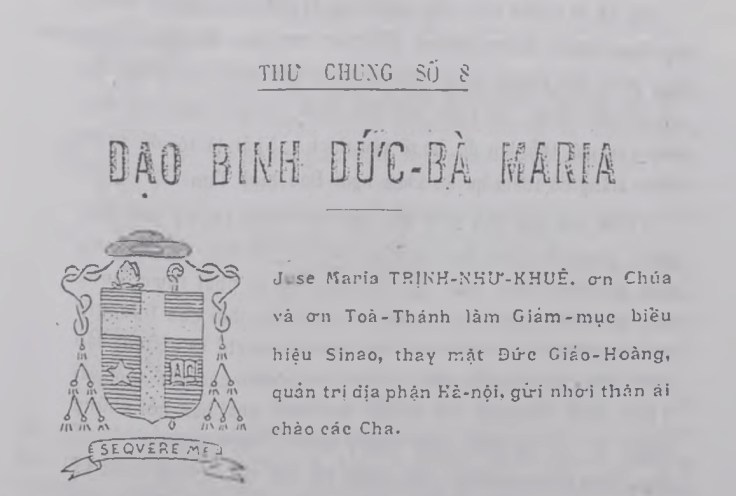 THƯ CHUNG SỐ 8
ĐẠO BINH ĐỨC-BÀ MARIA
Juse Maria TRỊNH-NHƯ-KHUÊ. ơn Chúa
và ơn Toà-Thánh làm Giám-mục biểu
hiệu Sinao, thay mặt Đức Giáo-Hoàng,
quản trị địa phận Hà-nội, gửi nhời thân ái
chào các Cha.
AΩ
SEQVERE ME